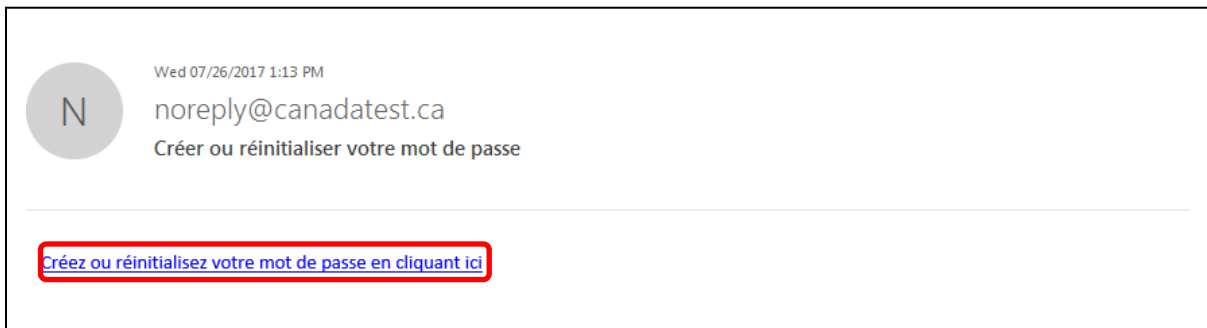 Wed 07/26/2017 1:13 PM
N
noreply@canadatest.ca
Créer ou réinitialiser votre mot de passe
Créez ou réinitialisez votre mot de passe en cliquant ici